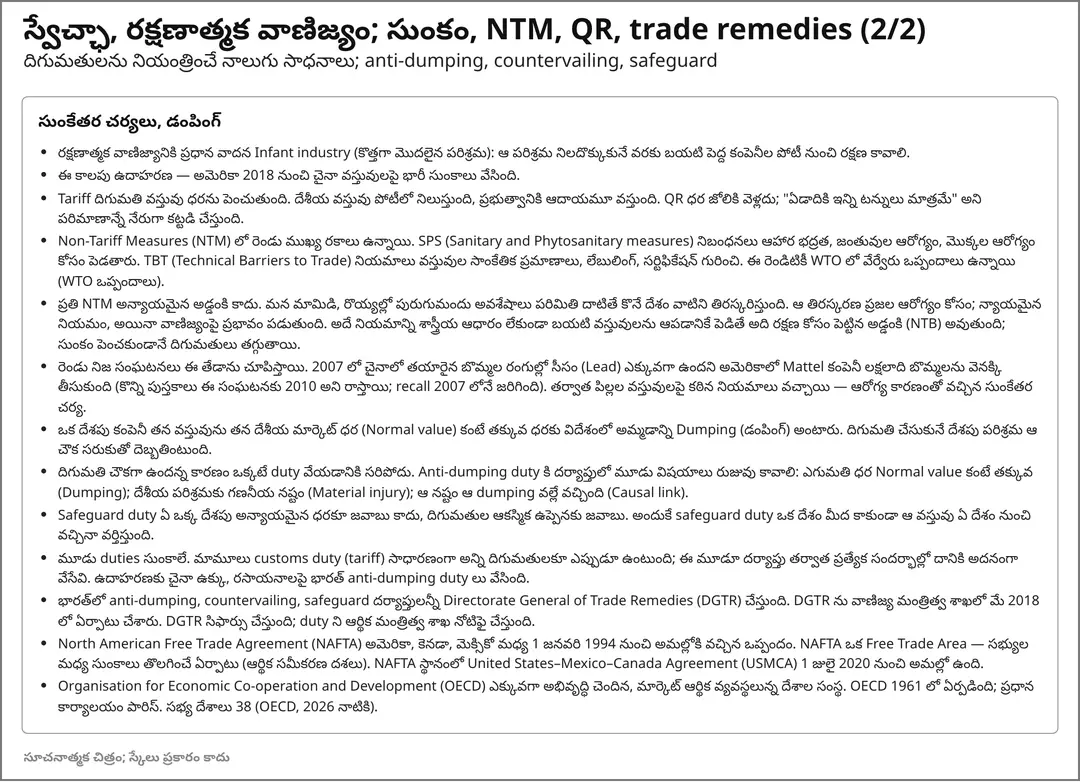 స్వేచ్ఛా, రక్షణాత్మక వాణిజ్యం; సుంకం, NTM, QR, trade remedies (2/2)
దిగుమతులను నియంత్రించే నాలుగు సాధనాలు; anti-dumping, countervailing, safeguard
సుంకేతర చర్యలు, డంపింగ్
• రక్షణాత్మక వాణిజ్యానికి ప్రధాన వాదన Infant industry (కొత్తగా మొదలైన పరిశ్రమ): ఆ పరిశ్రమ నిలదొక్కుకునే వరకు బయటి పెద్ద కంపెనీల పోటీ నుంచి రక్షణ కావాలి.
• ఈ కాలపు ఉదాహరణ — అమెరికా 2018 నుంచి చైనా వస్తువులపై భారీ సుంకాలు వేసింది.
• Tariff దిగుమతి వస్తువు ధరను పెంచుతుంది. దేశీయ వస్తువు పోటీలో నిలుస్తుంది, ప్రభుత్వానికి ఆదాయమూ వస్తుంది. QR ధర జోలికి వెళ్లదు; "ఏడాదికి ఇన్ని టన్నులు మాత్రమే" అని
పరిమాణాన్నే నేరుగా కట్టడి చేస్తుంది.
• Non-Tariff Measures (NTM) లో రెండు ముఖ్య రకాలు ఉన్నాయి. SPS (Sanitary and Phytosanitary measures) నిబంధనలు ఆహార భద్రత, జంతువుల ఆరోగ్యం, మొక్కల ఆరోగ్యం
కోసం పెడతారు. TBT (Technical Barriers to Trade) నియమాలు వస్తువుల సాంకేతిక ప్రమాణాలు, లేబులింగ్, సర్టిఫికేషన్ గురించి. ఈ రెండిటికీ WTO లో వేర్వేరు ఒప్పందాలు ఉన్నాయి
(WTO ఒప్పందాలు).
• ప్రతి NTM అన్యాయమైన అడ్డంకి కాదు. మన మామిడి, రొయ్యల్లో పురుగుమందు అవశేషాలు పరిమితి దాటితే కొనే దేశం వాటిని తిరస్కరిస్తుంది. ఆ తిరస్కరణ ప్రజల ఆరోగ్యం కోసం; న్యాయమైన
నియమం, అయినా వాణిజ్యంపై ప్రభావం పడుతుంది. అదే నియమాన్ని శాస్త్రీయ ఆధారం లేకుండా బయటి వస్తువులను ఆపడానికే పెడితే అది రక్షణ కోసం పెట్టిన అడ్డంకి (NTB) అవుతుంది;
సుంకం పెంచకుండానే దిగుమతులు తగ్గుతాయి.
• రెండు నిజ సంఘటనలు ఈ తేడాను చూపిస్తాయి. 2007 లో చైనాలో తయారైన బొమ్మల రంగుల్లో సీసం (Lead) ఎక్కువగా ఉందని అమెరికాలో Mattel కంపెనీ లక్షలాది బొమ్మలను వెనక్కి
తీసుకుంది (కొన్ని పుస్తకాలు ఈ సంఘటనకు 2010 అని రాస్తాయి; recall 2007 లోనే జరిగింది). తర్వాత పిల్లల వస్తువులపై కఠిన నియమాలు వచ్చాయి — ఆరోగ్య కారణంతో వచ్చిన సుంకేతర
చర్య.
• ఒక దేశపు కంపెనీ తన వస్తువును తన దేశీయ మార్కెట్ ధర (Normal value) కంటే తక్కువ ధరకు విదేశంలో అమ్మడాన్ని Dumping (డంపింగ్) అంటారు. దిగుమతి చేసుకునే దేశపు పరిశ్రమ ఆ
చౌక సరుకుతో దెబ్బతింటుంది.
• దిగుమతి చౌకగా ఉందన్న కారణం ఒక్కటే duty వేయడానికి సరిపోదు. Anti-dumping duty కి దర్యాప్తులో మూడు విషయాలు రుజువు కావాలి: ఎగుమతి ధర Normal value కంటే తక్కువ
(Dumping); దేశీయ పరిశ్రమకు గణనీయ నష్టం (Material injury); ఆ నష్టం ఆ dumping వల్లే వచ్చింది (Causal link).
• Safeguard duty ఏ ఒక్క దేశపు అన్యాయమైన ధరకూ జవాబు కాదు, దిగుమతుల ఆకస్మిక ఉప్పెనకు జవాబు. అందుకే safeguard duty ఒక దేశం మీద కాకుండా ఆ వస్తువు ఏ దేశం నుంచి
వచ్చినా వర్తిస్తుంది.
• మూడు duties సుంకాలే. మామూలు customs duty (tariff) సాధారణంగా అన్ని దిగుమతులకూ ఎప్పుడూ ఉంటుంది; ఈ మూడూ దర్యాప్తు తర్వాత ప్రత్యేక సందర్భాల్లో దానికి అదనంగా
వేసేవి. ఉదాహరణకు చైనా ఉక్కు, రసాయనాలపై భారత్ anti-dumping duty లు వేసింది.
• భారత్‌లో anti-dumping, countervailing, safeguard దర్యాప్తులన్నీ Directorate General of Trade Remedies (DGTR) చేస్తుంది. DGTR ను వాణిజ్య మంత్రిత్వ శాఖలో మే 2018
లో ఏర్పాటు చేశారు. DGTR సిఫార్సు చేస్తుంది; duty ని ఆర్థిక మంత్రిత్వ శాఖ నోటిఫై చేస్తుంది.
• North American Free Trade Agreement (NAFTA) అమెరికా, కెనడా, మెక్సికో మధ్య 1 జనవరి 1994 నుంచి అమల్లోకి వచ్చిన ఒప్పందం. NAFTA ఒక Free Trade Area — సభ్యుల
మధ్య సుంకాలు తొలగించే ఏర్పాటు (ఆర్థిక సమీకరణ దశలు). NAFTA స్థానంలో United States–Mexico–Canada Agreement (USMCA) 1 జులై 2020 నుంచి అమల్లో ఉంది.
• Organisation for Economic Co-operation and Development (OECD) ఎక్కువగా అభివృద్ధి చెందిన, మార్కెట్ ఆర్థిక వ్యవస్థలున్న దేశాల సంస్థ. OECD 1961 లో ఏర్పడింది; ప్రధాన
కార్యాలయం పారిస్. సభ్య దేశాలు 38 (OECD, 2026 నాటికి).
సూచనాత్మక చిత్రం; స్కేలు ప్రకారం కాదు